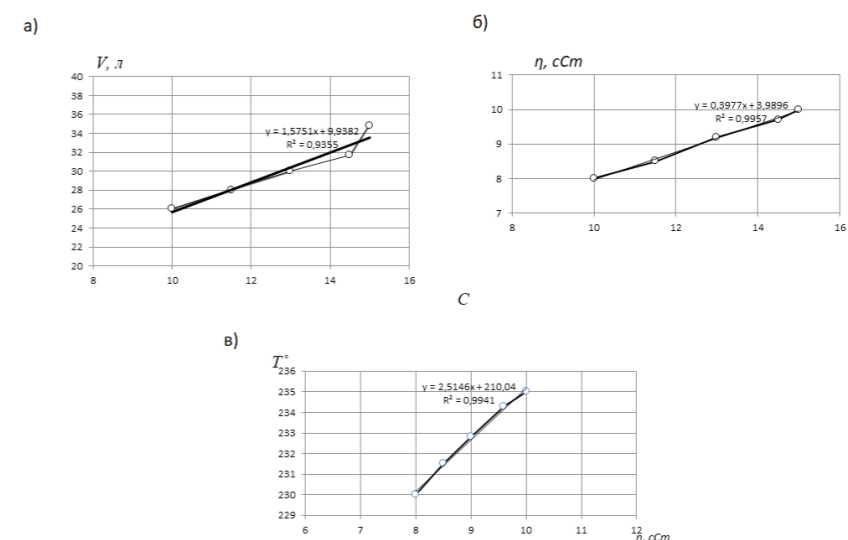 а)
V, л
40
38
36
34
32
30
28
26
24
22
20
y = 1,5751x + 9,9382
R² = 0,9355
8 10 12 14 16
б)
η, сСт
11
10
9
8
7
y = 0,3977x + 3,9896
R² = 0,9957
8 10 12 14 16
С
в)
T°
236
235
234
233
232
231
230
229
y = 2,5146x + 210,04
R² = 0,9941
6 7 8 9 10 11 12
η, сСт